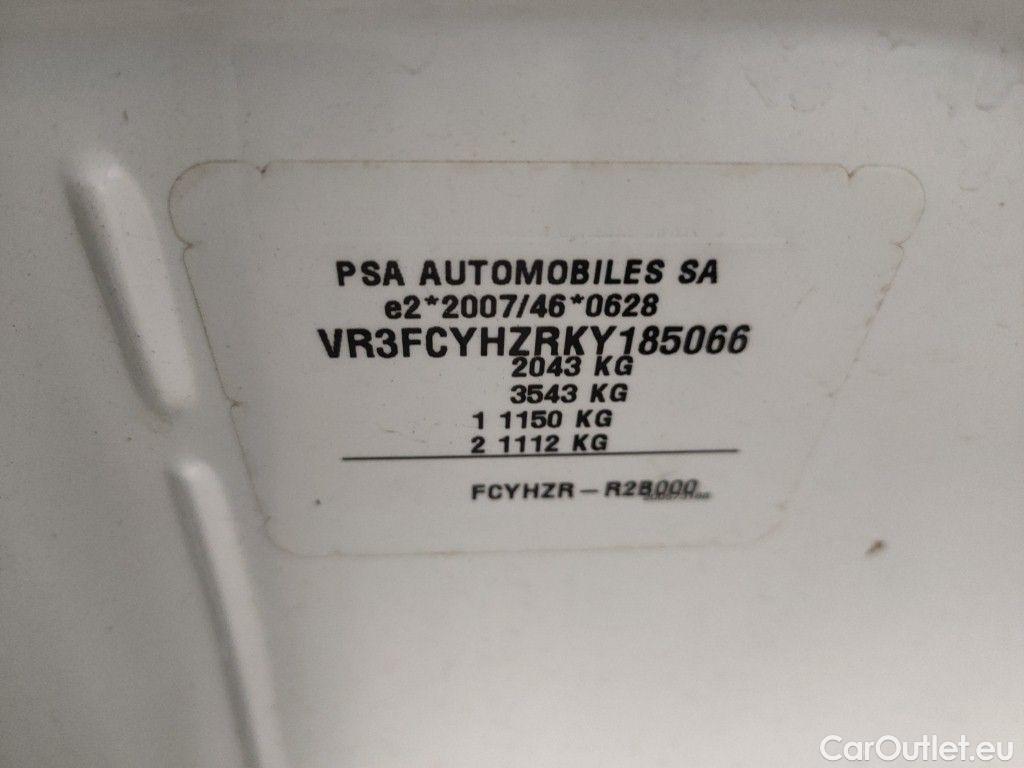 PSA AUTOMOBILES SA
e2*2007/46*0628
VR3FCYHZRKY185066
2043 KG
3543 KG
1 1150 KG
2 1112 KG
FCYHZR – R2B000
CarOutlet.eu